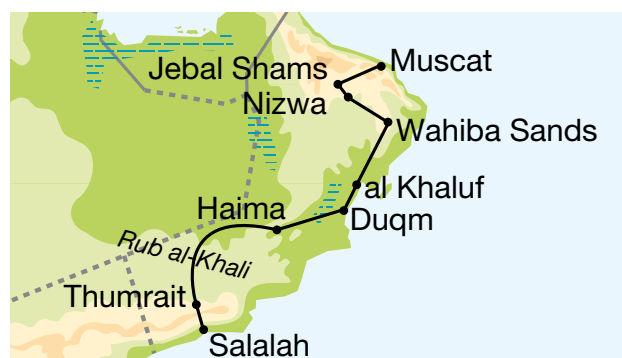 Muscat
Jebal Shams
Nizwa
Wahiba Sands
al Khaluf
Haima
Duqm
Rub al-Khali
Thumrait
Salalah